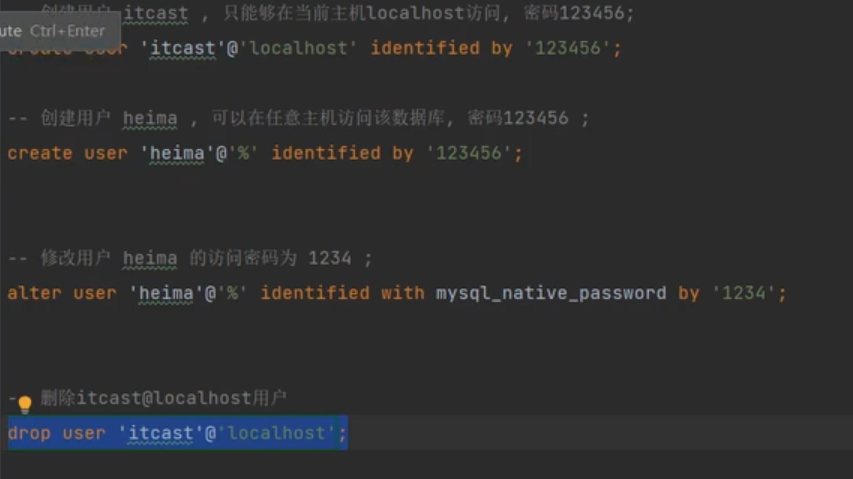 创建用户 itcast , 只能够在当前主机localhost访问, 密码123456;
ute Ctrl+Enter
user 'itcast'@'localhost' identified by '123456';
-- 创建用户 heima , 可以在任意主机访问该数据库, 密码123456 ;
create user 'heima'@'%' identified by '123456';
-- 修改用户 heima 的访问密码为 1234 ;
alter user 'heima'@'%' identified with mysql_native_password by '1234';
- 删除itcast@localhost用户
drop user 'itcast'@'localhost';